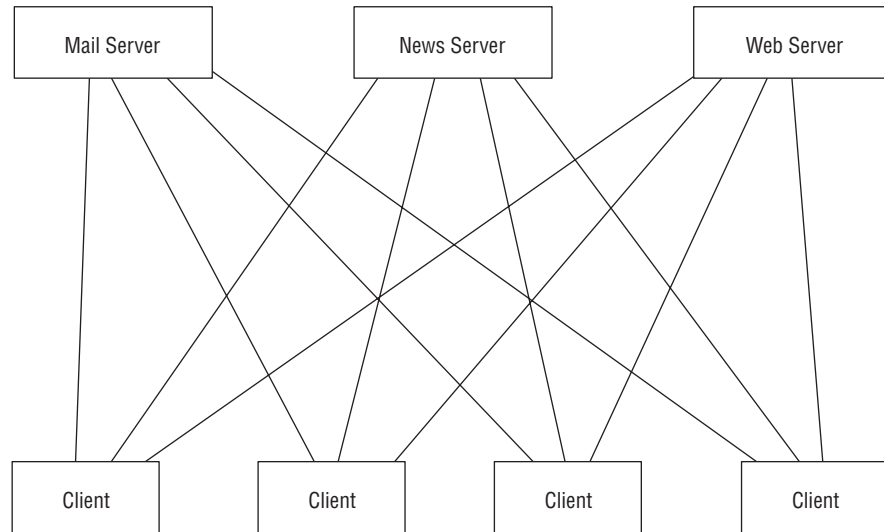 Mail Server
News Server
Web Server
Client
Client
Client
Client